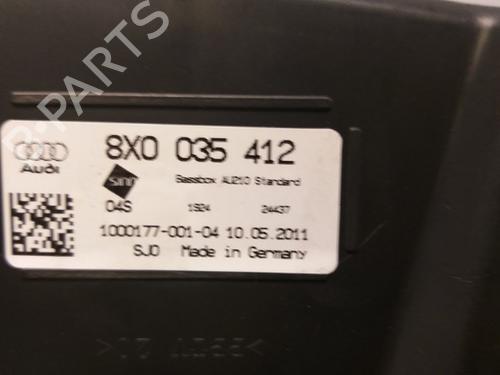 B-PARTS
Audi
8X0 035 412
Bassbox AU210 Standard
04S 1924 24437
1000177-001-04 10.05.2011
SJO Made in Germany